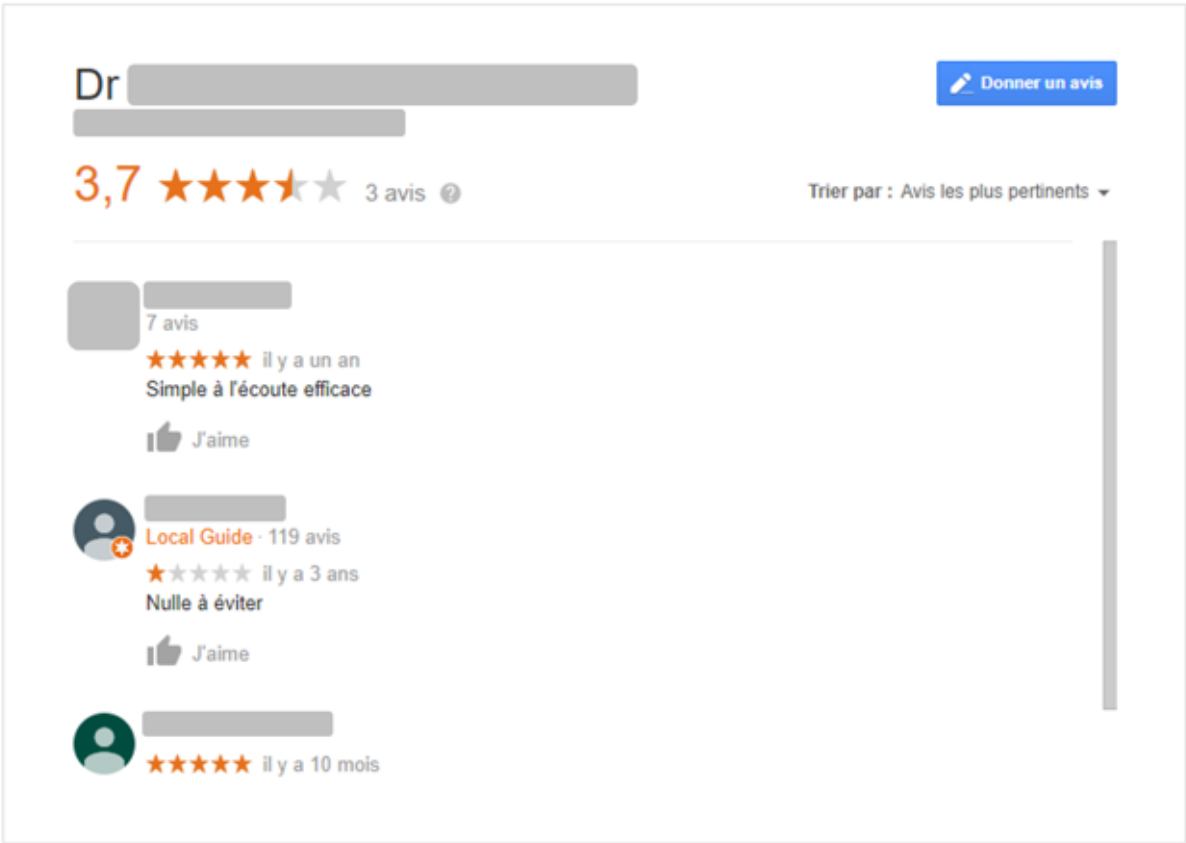 Dr
Donner un avis
3,7 3 avis ?
Trier par : Avis les plus pertinents
7 avis
il y a un an
Simple à l'écoute efficace
J'aime
Local Guide · 119 avis
il y a 3 ans
Nulle à éviter
J'aime
il y a 10 mois